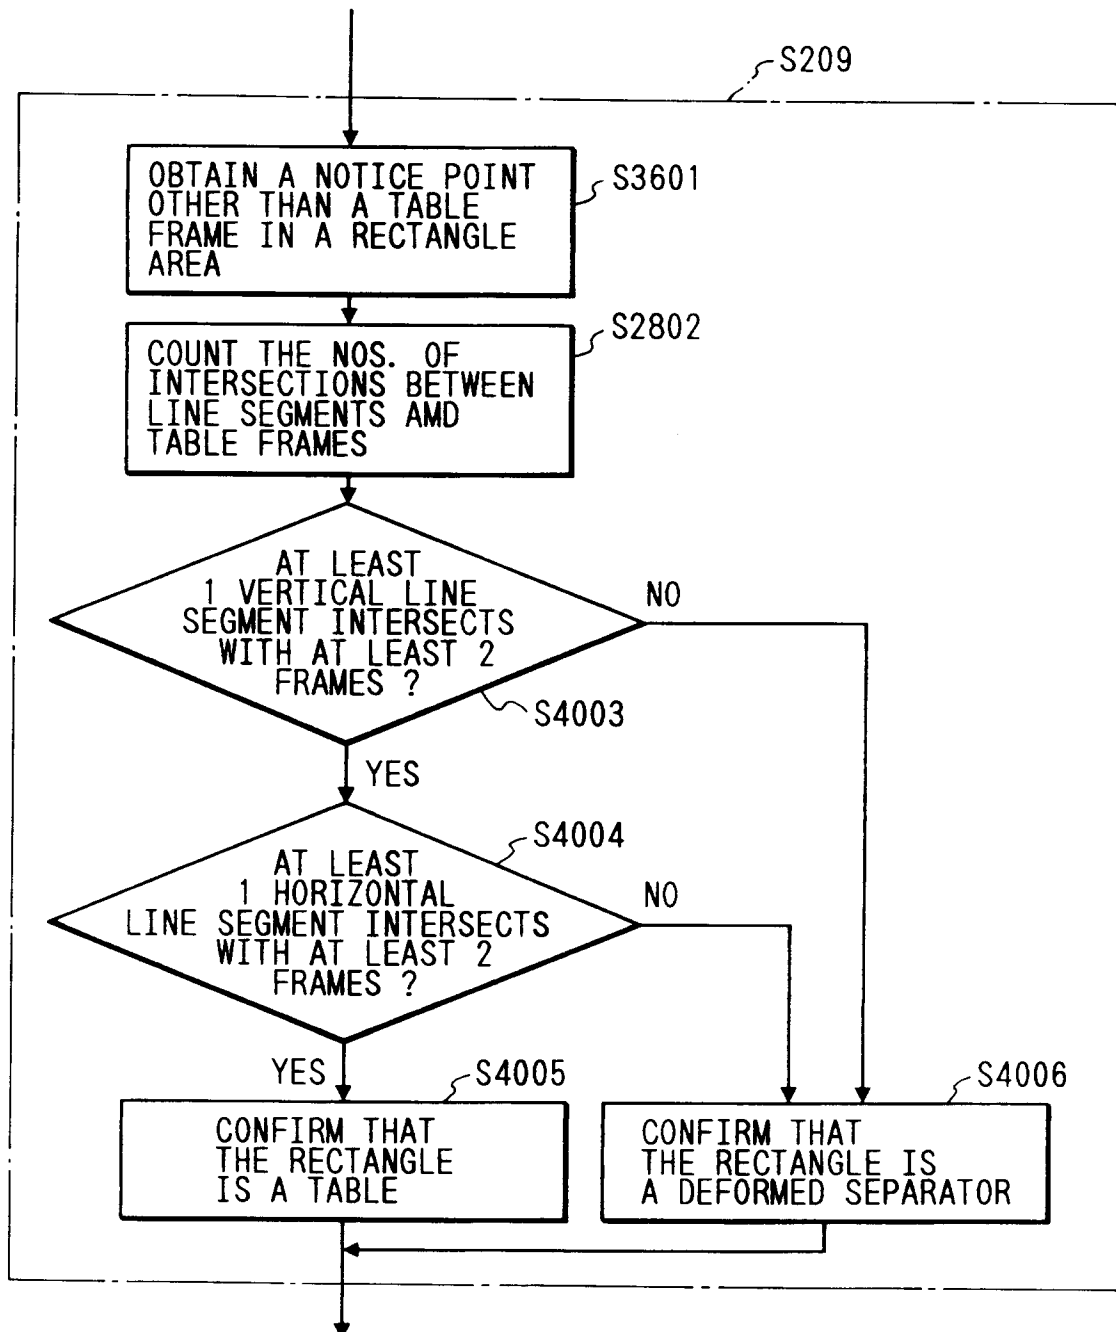 S209
OBTAIN A NOTICE POINT
OTHER THAN A TABLE
FRAME IN A RECTANGLE
AREA
S3601
COUNT THE NOS. OF
INTERSECTIONS BETWEEN
LINE SEGMENTS AMD
TABLE FRAMES
S2802
AT LEAST
1 VERTICAL LINE
SEGMENT INTERSECTS
WITH AT LEAST 2
FRAMES ?
NO
S4003
YES
S4004
AT LEAST
1 HORIZONTAL
LINE SEGMENT INTERSECTS
WITH AT LEAST 2
FRAMES ?
NO
YES
S4005
CONFIRM THAT
THE RECTANGLE
IS A TABLE
S4006
CONFIRM THAT
THE RECTANGLE IS
A DEFORMED SEPARATOR